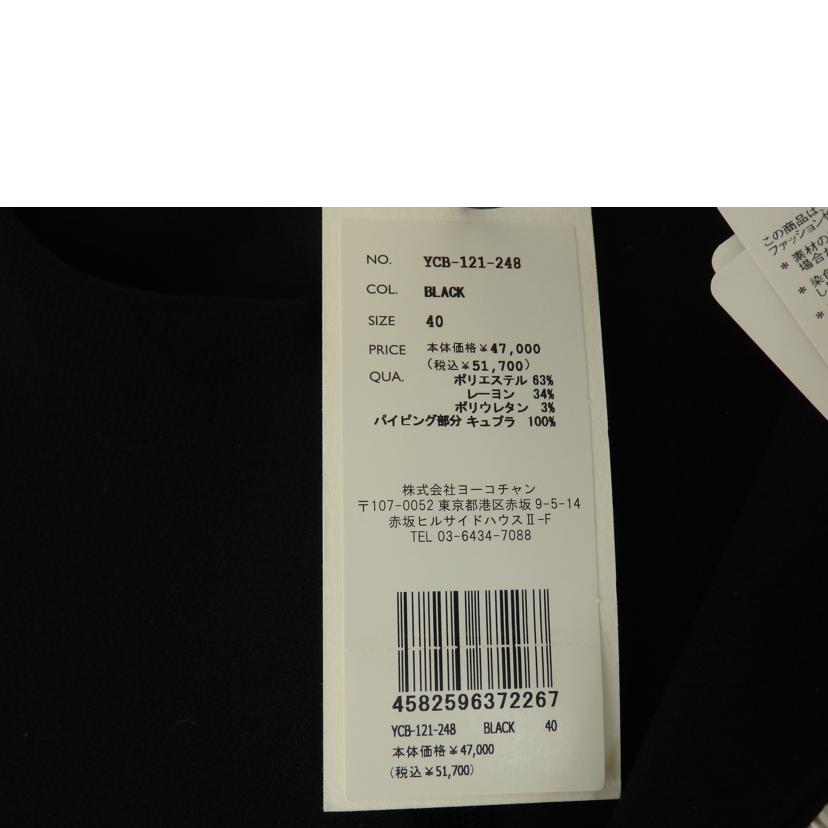 NO. YCB-121-248
COL. BLACK
SIZE 40
PRICE 本体価格¥47,000
(税込¥51,700)
QUA. ポリエステル 63%
レーヨン 34%
ポリウレタン 3%
パイピング部分 キュプラ 100%
株式会社ヨーコチャン
〒107-0052 東京都港区赤坂 9-5-14
赤坂ヒルサイドハウスⅡ-F
TEL 03-6434-7088
4582596372267
YCB-121-248 BLACK 40
本体価格¥47,000
(税込¥51,700)
この商品は
ファッション
* 素材の
場合
* 染色
し
*